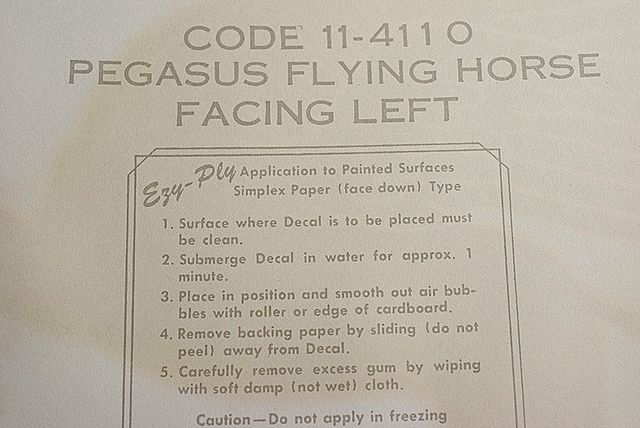 CODE 11-4110
PEGASUS FLYING HORSE
FACING LEFT
Ezy-Ply Application to Painted Surfaces
Simplex Paper (face down) Type
1. Surface where Decal is to be placed must
be clean.
2. Submerge Decal in water for approx. 1
minute.
3. Place in position and smooth out air bub-
bles with roller or edge of cardboard.
4. Remove backing paper by sliding (do not
peel) away from Decal.
5. Carefully remove excess gum by wiping
with soft damp (not wet) cloth.
Caution—Do not apply in freezing